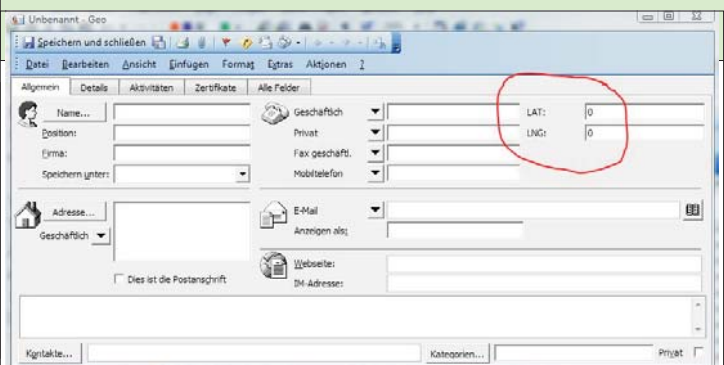 Unbenannt - Geo
Speichern und schließen
Datei Bearbeiten Ansicht Einfügen Format Extras Aktionen ?
Allgemein Details Aktivitäten Zertifikate Alle Felder
Name... Geschäftlich LAT: 0
Position: Privat LNG: 0
Firma: Fax geschäftl.
Speichern unter: Mobiltelefon
Adresse... E-Mail
Geschäftlich Anzeigen als:
Webseite:
Dies ist die Postanschrift IM-Adresse:
Kontakte... Kategorien... Privat